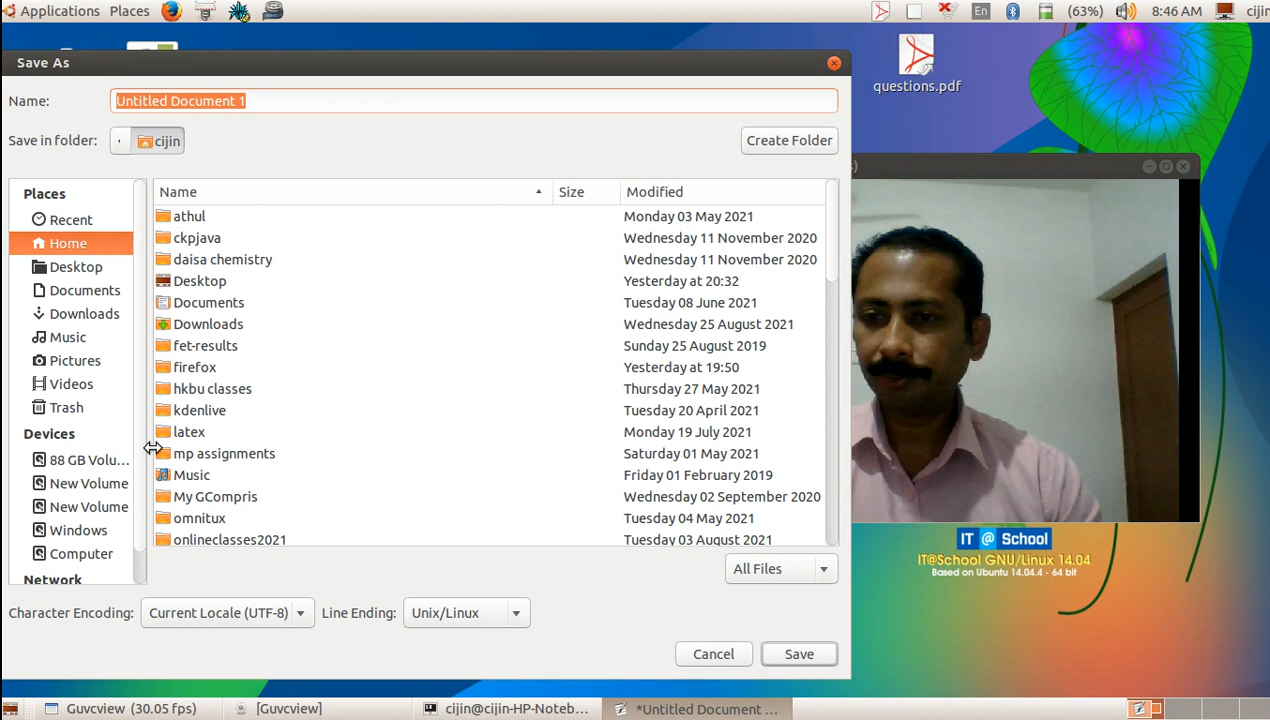 Applications Places En (63%) 8:46 AM cijin
questions.pdf
Save As
Name: Untitled Document 1
Save in folder: cijin Create Folder
Places
Recent
Home
Desktop
Documents
Downloads
Music
Pictures
Videos
Trash
Devices
88 GB Volu...
New Volume
New Volume
Windows
Computer
Network
Name Size Modified
athul Monday 03 May 2021
ckpjava Wednesday 11 November 2020
daisa chemistry Wednesday 11 November 2020
Desktop Yesterday at 20:32
Documents Tuesday 08 June 2021
Downloads Wednesday 25 August 2021
fet-results Sunday 25 August 2019
firefox Yesterday at 19:50
hkbu classes Thursday 27 May 2021
kdenlive Tuesday 20 April 2021
latex Monday 19 July 2021
mp assignments Saturday 01 May 2021
Music Friday 01 February 2019
My GCompris Wednesday 02 September 2020
omnitux Tuesday 04 May 2021
onlineclasses2021 Tuesday 03 August 2021
All Files
Character Encoding: Current Locale (UTF-8) Line Ending: Unix/Linux
Cancel Save
IT @ School
IT@School GNU/Linux 14.04
Based on Ubuntu 14.04.4 - 64 bit
Guvcview (30.05 fps) [Guvcview] cijin@cijin-HP-Noteb... *Untitled Document ...